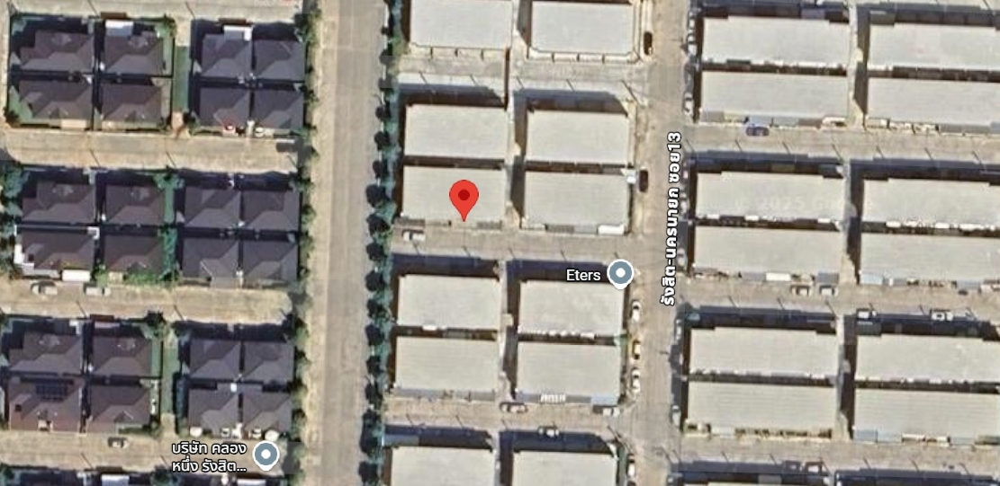 รังสิต-นครนายก ซอย13
Eters
บริษัท คลอง
หนึ่ง รังสิต...